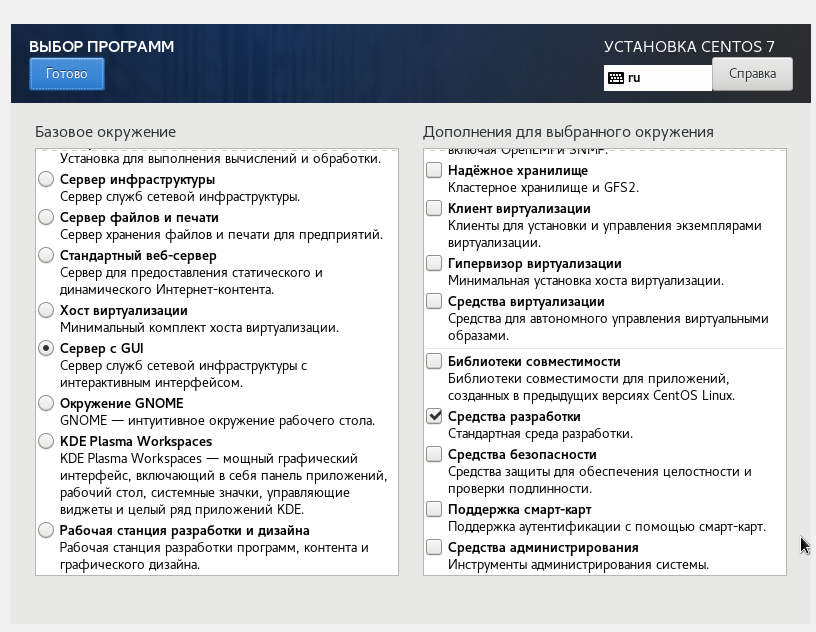 ВЫБОР ПРОГРАММ
Готово
УСТАНОВКА CENTOS 7
ru
Справка
Базовое окружение
Установка для выполнения вычислений и обработки.
Сервер инфраструктуры
Сервер служб сетевой инфраструктуры.
Сервер файлов и печати
Сервер хранения файлов и печати для предприятий.
Стандартный веб-сервер
Сервер для предоставления статического и
динамического Интернет-контента.
Хост виртуализации
Минимальный комплект хоста виртуализации.
Сервер с GUI
Сервер служб сетевой инфраструктуры с
интерактивным интерфейсом.
Окружение GNOME
GNOME — интуитивное окружение рабочего стола.
KDE Plasma Workspaces
KDE Plasma Workspaces — мощный графический
интерфейс, включающий в себя панель приложений,
рабочий стол, системные значки, управляющие
виджеты и целый ряд приложений KDE.
Рабочая станция разработки и дизайна
Рабочая станция разработки программ, контента и
графического дизайна.
Дополнения для выбранного окружения
включая OpenLMI и SNMP.
Надёжное хранилище
Кластерное хранилище и GFS2.
Клиент виртуализации
Клиенты для установки и управления экземплярами
виртуализации.
Гипервизор виртуализации
Минимальная установка хоста виртуализации.
Средства виртуализации
Средства для автономного управления виртуальными
образами.
Библиотеки совместимости
Библиотеки совместимости для приложений,
созданных в предыдущих версиях CentOS Linux.
Средства разработки
Стандартная среда разработки.
Средства безопасности
Средства защиты для обеспечения целостности и
проверки подлинности.
Поддержка смарт-карт
Поддержка аутентификации с помощью смарт-карт.
Средства администрирования
Инструменты администрирования системы.